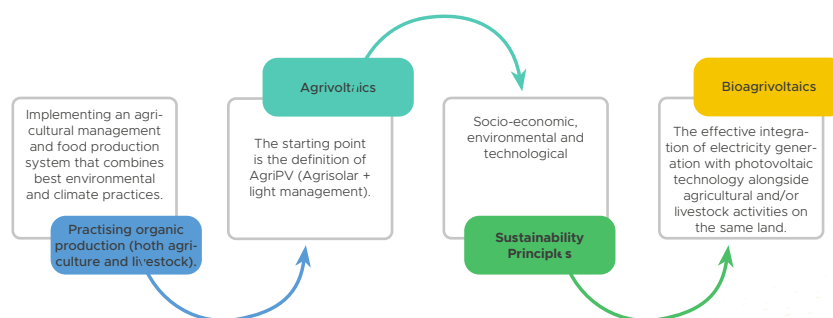 Implementing an agri-
cultural management
and food production
system that combines
best environmental
and climate practices.
Practising organic
production (both agri-
culture and livestock).
Agrivoltaics
The starting point
is the definition of
AgriPV (Agrisolar +
light management).
Socio-economic,
environmental and
technological
Sustainability
Principles
Bioagrivoltaics
The effective integra-
tion of electricity gener-
ation with photovoltaic
technology alongside
agricultural and/or
livestock activities on
the same land.